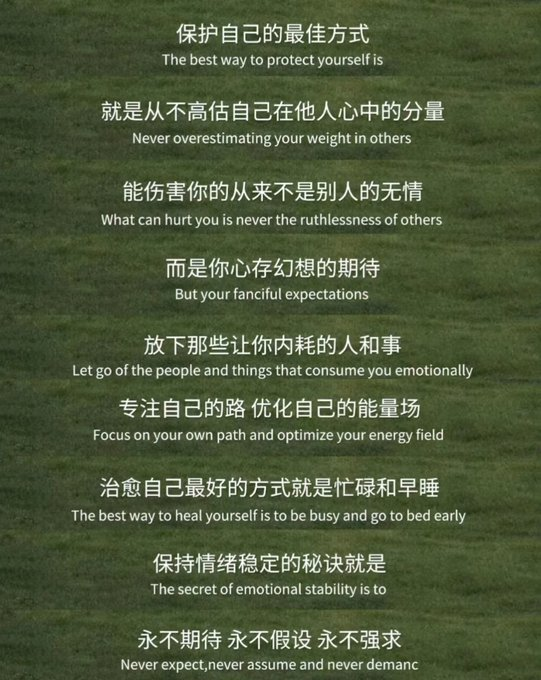 保护自己的最佳方式
The best way to protect yourself is
就是从不高估自己在他人心中的分量
Never overestimating your weight in others
能伤害你的从来不是别人的无情
What can hurt you is never the ruthlessness of others
而是你心存幻想的期待
But your fanciful expectations
放下那些让你内耗的人和事
Let go of the people and things that consume you emotionally
专注自己的路 优化自己的能量场
Focus on your own path and optimize your energy field
治愈自己最好的方式就是忙碌和早睡
The best way to heal yourself is to be busy and go to bed early
保持情绪稳定的秘诀就是
The secret of emotional stability is to
永不期待 永不假设 永不强求
Never expect,never assume and never demanc